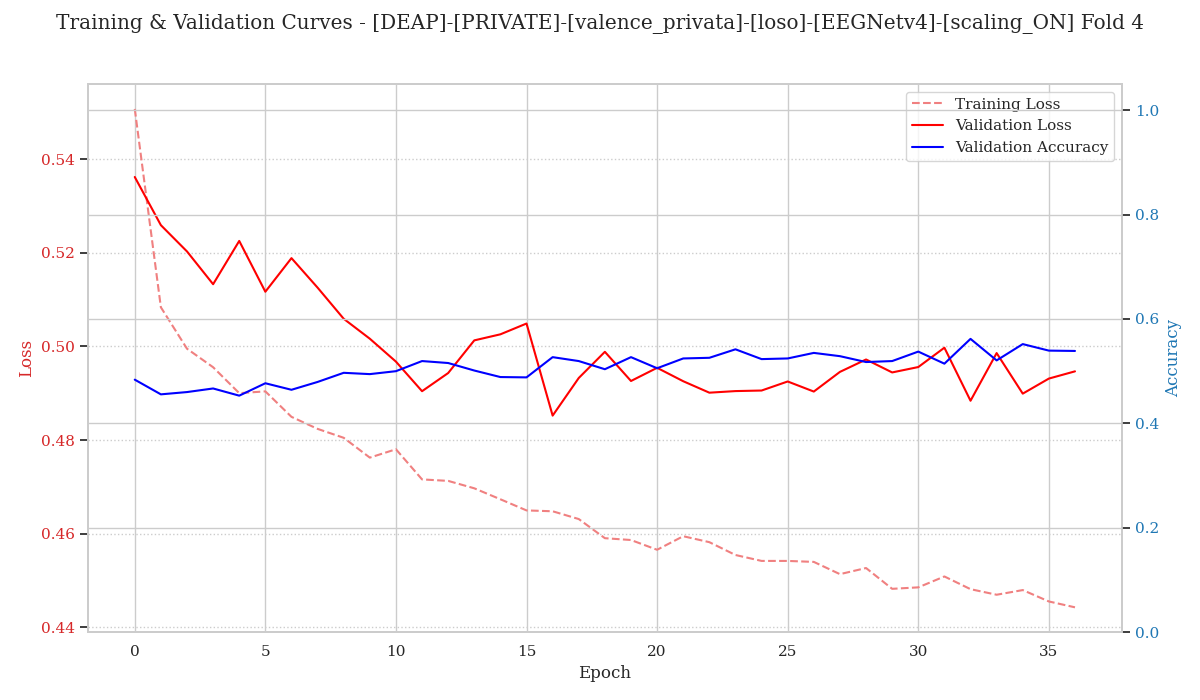 Training & Validation Curves - [DEAP]-[PRIVATE]-[valence_privata]-[loso]-[EEGNetv4]-[scaling_ON] Fold 4
Training Loss
Validation Loss
Validation Accuracy
Loss
0.54
0.52
0.50
0.48
0.46
0.44
1.0
0.8
0.6
0.4
0.2
0.0
Accuracy
0 5 10 15 20 25 30 35
Epoch